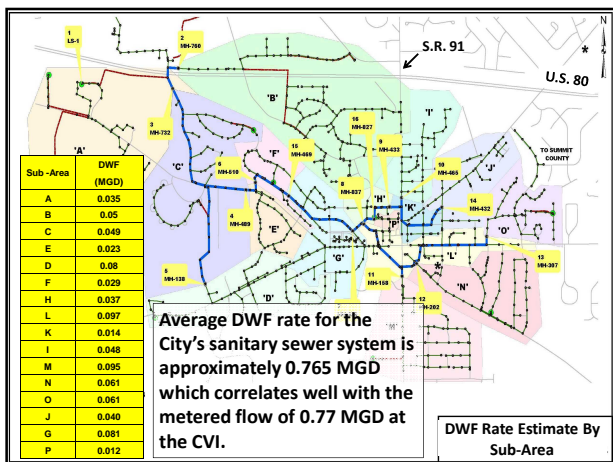 1
LS-1
2
MH-760
S.R. 91
N
*
U.S. 80
'B'
'I'
3
MH-732
'A'
'C'
15
MH-469
16
MH-827
9
MH-433
'J'
TO SUMMIT
COUNTY
'F'
6
MH-510
8
MH-837
10
MH-465
'H'
'K'
'P'
14
MH-432
'O'
4
MH-489
'E'
'G'
'L'
*
13
MH-307
5
MH-138
'D'
11
MH-158
12
MH-202
'N'
'M'
Sub -Area DWF (MGD)
A 0.035
B 0.05
C 0.049
E 0.023
D 0.08
F 0.029
H 0.037
L 0.097
K 0.014
I 0.048
M 0.095
N 0.061
O 0.061
J 0.040
G 0.081
P 0.012
Average DWF rate for the
City's sanitary sewer system is
approximately 0.765 MGD
which correlates well with the
metered flow of 0.77 MGD at
the CVI.
DWF Rate Estimate By
Sub-Area